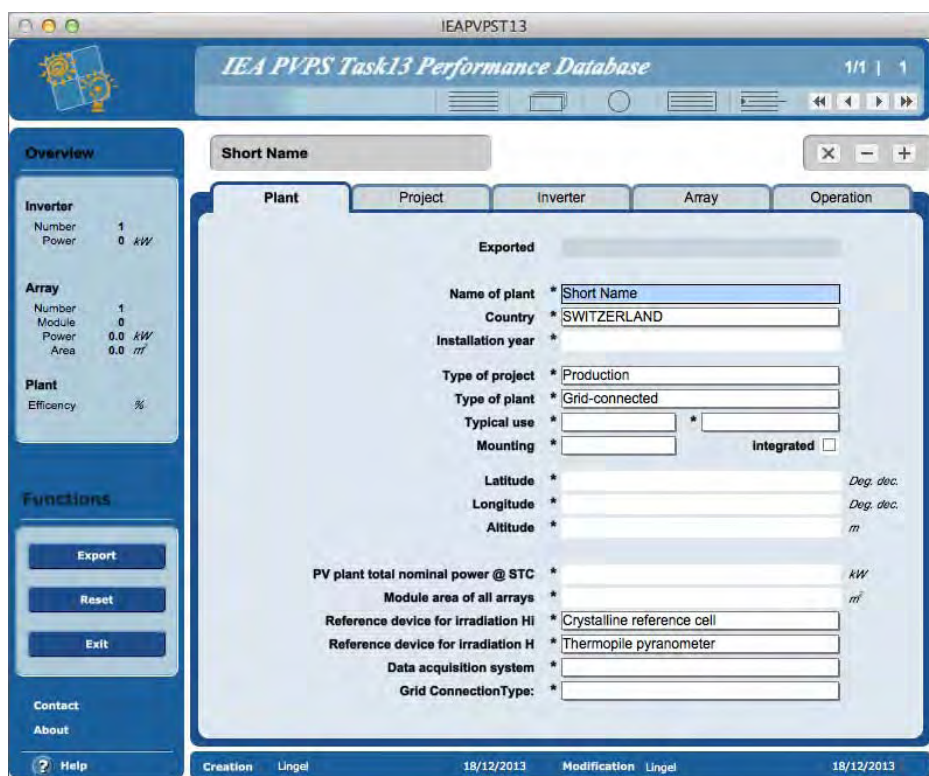 IEAPVPST13
IEA PVPS Task13 Performance Database
1/1 | 1
Overview
Inverter
Number 1
Power 0 kW
Array
Number 1
Module 0
Power 0.0 kW
Area 0.0 m²
Plant
Efficency %
Functions
Export
Reset
Exit
Contact
About
? Help
Short Name
Plant Project Inverter Array Operation
Exported
Name of plant * Short Name
Country * SWITZERLAND
Installation year *
Type of project * Production
Type of plant * Grid-connected
Typical use * *
Mounting * integrated
Latitude * Deg. dec.
Longitude * Deg. dec.
Altitude * m
PV plant total nominal power @ STC * kW
Module area of all arrays * m²
Reference device for irradiation Hi * Crystalline reference cell
Reference device for irradiation H * Thermopile pyranometer
Data acquisition system *
Grid ConnectionType: *
Creation Lingel 18/12/2013 Modification Lingel 18/12/2013